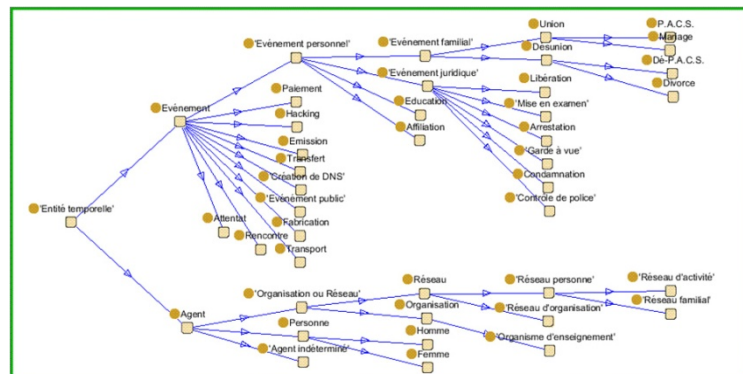 Union
P.A.C.S.
Mariage
'Evènement personnel'
'Evènement familial'
Désunion
Dé-P.A.C.S.
'Evènement juridique'
Libération
Divorce
Paiement
Education
'Mise en examen'
Evènement
Hacking
Affiliation
Arrestation
Emission
'Garde à vue'
Transfert
Condamnation
'Création de DNS'
'Contrôle de police'
'Evènement public'
'Entité temporelle'
Attentat
Fabrication
Rencontre
Transport
Réseau
'Réseau personne'
'Réseau d'activité'
'Organisation ou Réseau'
Organisation
'Réseau d'organisation'
'Réseau familial'
Agent
Personne
Homme
'Organisme d'enseignement'
'Agent indéterminé'
Femme